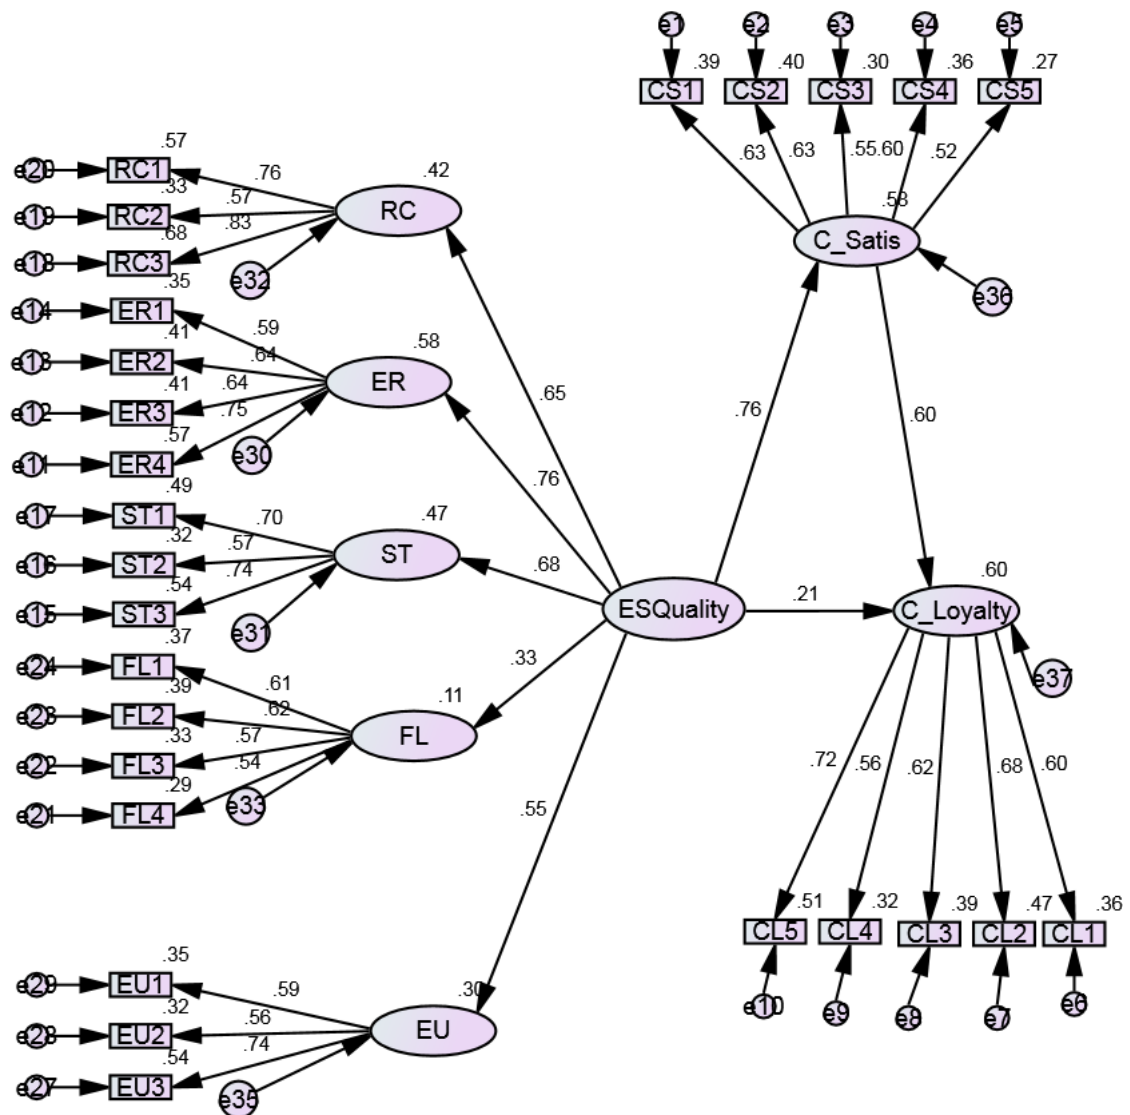 e1 e2 e3 e4 e5
.39 .40 .30 .36 .27
CS1 CS2 CS3 CS4 CS5
.63 .63 .55 .60 .52
.58
C_Satis
e36
.57
e20 RC1 .76
.33 .57 .42
e19 RC2 .83 RC
.68
e18 RC3
e32
.35
e14 ER1 .59
.41 .64 .58
e13 ER2
.41 .64 ER
e12 ER3 .75
.57
e11 ER4 e30
.65
.76
.76
.60
.49
e17 ST1 .70
.32 .57 .47
e16 ST2 .74 ST
.54
e15 ST3
e31
.68
ESQuality
.21
.60
C_Loyalty
e37
.37
e24 FL1 .61
.39 .62 .11
e23 FL2
.33 .57 FL
e22 FL3 .54
.29
e21 FL4 e33
.33
.55
.72 .56 .62 .68 .60
.51 .32 .39 .47 .36
CL5 CL4 CL3 CL2 CL1
e10 e9 e8 e7 e6
.35
e29 EU1 .59
.32 .56 .30
e28 EU2 .74 EU
.54
e27 EU3 e35